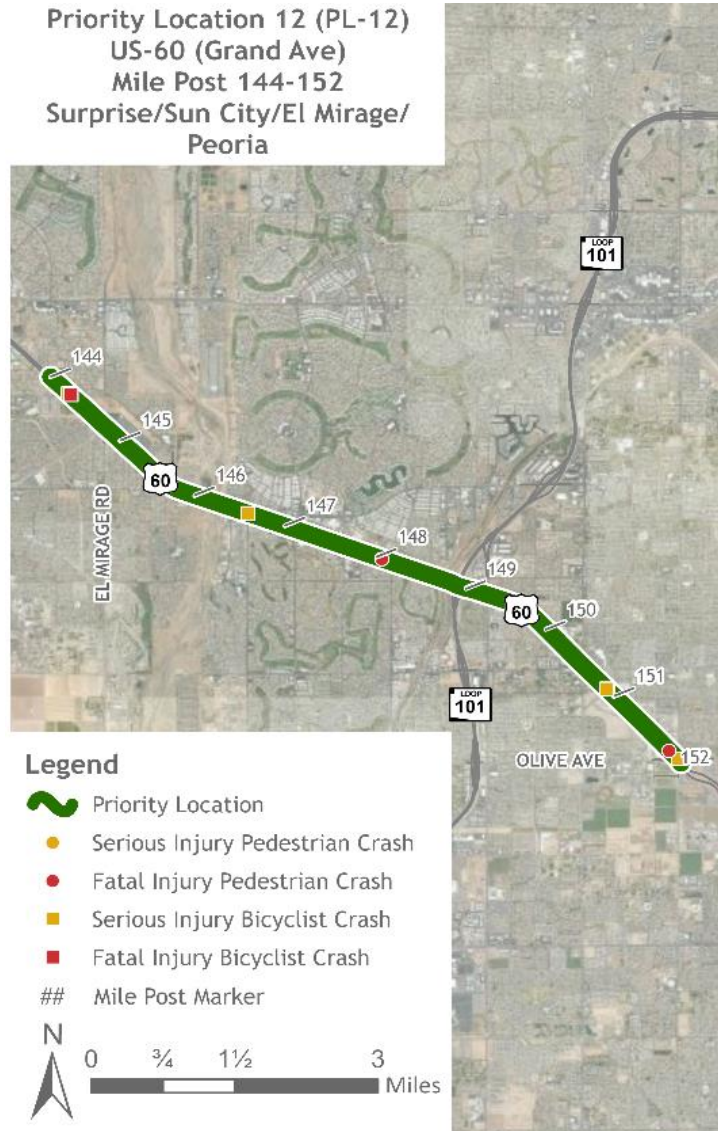 Priority Location 12 (PL-12)
US-60 (Grand Ave)
Mile Post 144-152
Surprise/Sun City/El Mirage/
Peoria
LOOP
101
144
145
60
146
147
148
EL MIRAGE RD
149
60
150
151
LOOP
101
OLIVE AVE
152
Legend
Priority Location
Serious Injury Pedestrian Crash
Fatal Injury Pedestrian Crash
Serious Injury Bicyclist Crash
Fatal Injury Bicyclist Crash
## Mile Post Marker
N
0 ¾ 1½ 3
Miles